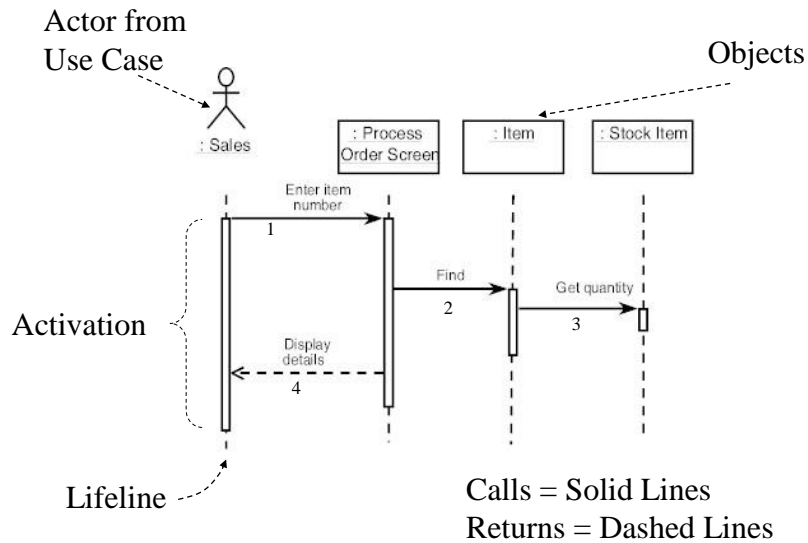 Actor from
Use Case
Objects
: Sales
: Process
Order Screen
: Item
: Stock Item
Enter item
number
1
Find
2
Get quantity
3
Activation
Display
details
4
Lifeline
Calls = Solid Lines
Returns = Dashed Lines